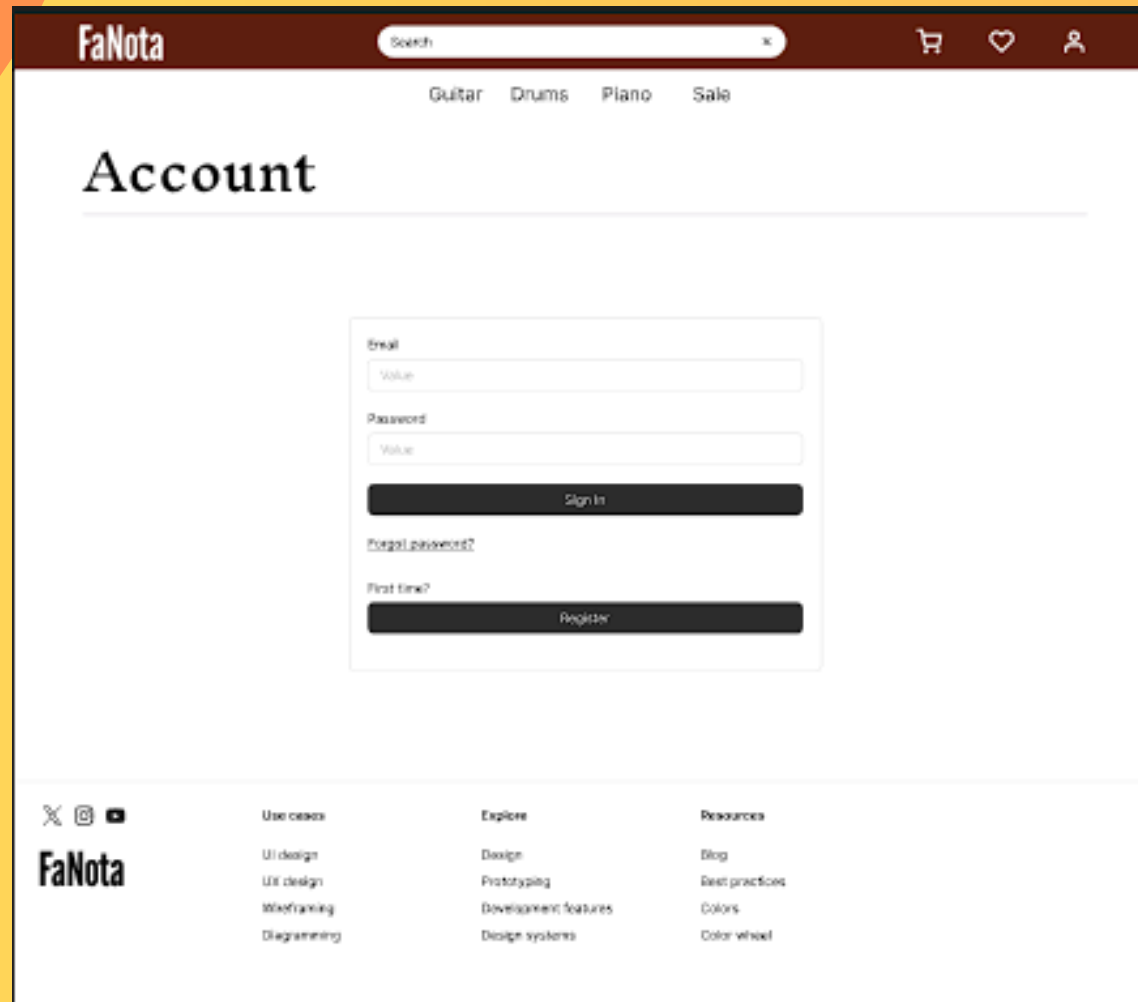 FaNota
Search
Guitar Drums Piano Sale
Account
Email
Value
Password
Value
Sign In
Forgot password?
First time?
Register
FaNota
Use cases
UI design
UX design
Wireframing
Diagramming
Explore
Design
Prototyping
Development features
Design systems
Resources
Blog
Best practices
Colors
Color wheel